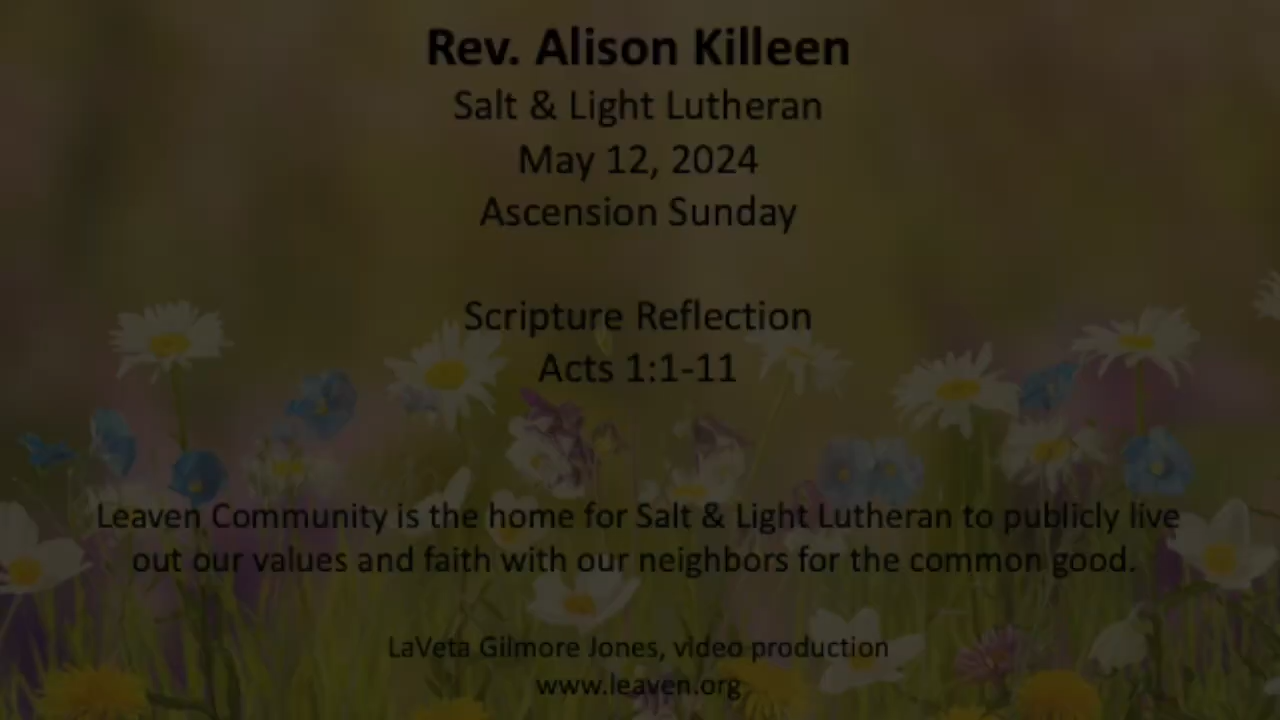 Rev. Alison Killeen
Salt & Light Lutheran
May 12, 2024
Ascension Sunday
Scripture Reflection
Acts 1:1-11
Leaven Community is the home for Salt & Light Lutheran to publicly live
out our values and faith with our neighbors for the common good.
LaVeta Gilmore Jones, video production
www.leaven.org